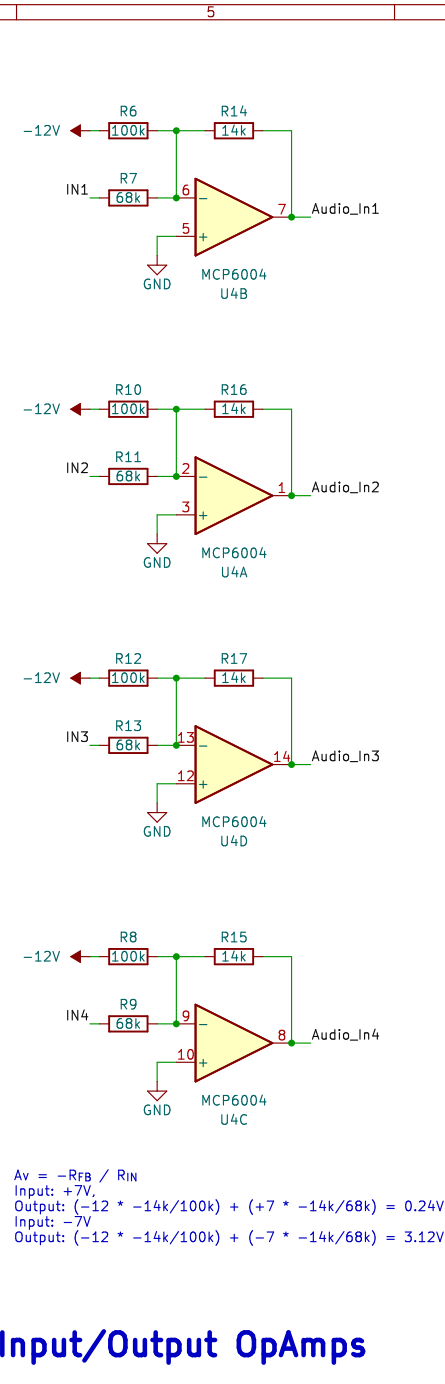 5
R6
R14
-12V
100k
14k
R7
IN1
68k
6
7
Audio_In1
5
GND
MCP6004
U4B
R10
R16
-12V
100k
14k
R11
IN2
68k
2
1
Audio_In2
3
GND
MCP6004
U4A
R12
R17
-12V
100k
14k
R13
IN3
68k
13
14
Audio_In3
12
GND
MCP6004
U4D
R8
R15
-12V
100k
14k
R9
IN4
68k
9
8
Audio_In4
10
GND
MCP6004
U4C
Av = -RFB / RIN
Input: +7V,
Output: (-12 * -14k/100k) + (+7 * -14k/68k) = 0.24V
Input: -7V
Output: (-12 * -14k/100k) + (-7 * -14k/68k) = 3.12V
Input/Output OpAmps